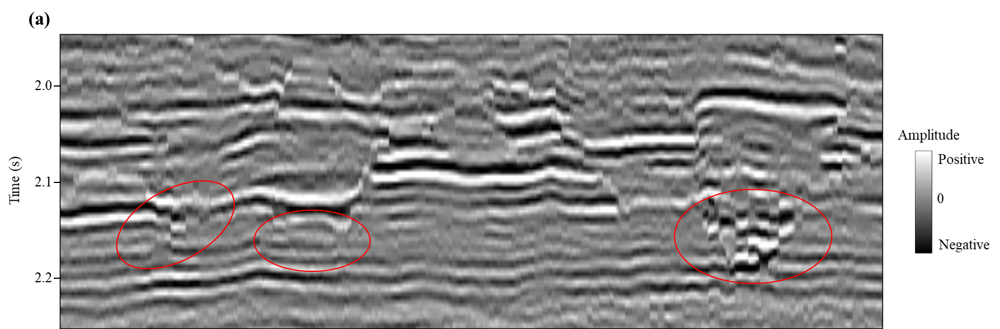 (a)
2.0
2.1
2.2
Time (s)
Amplitude
Positive
0
Negative